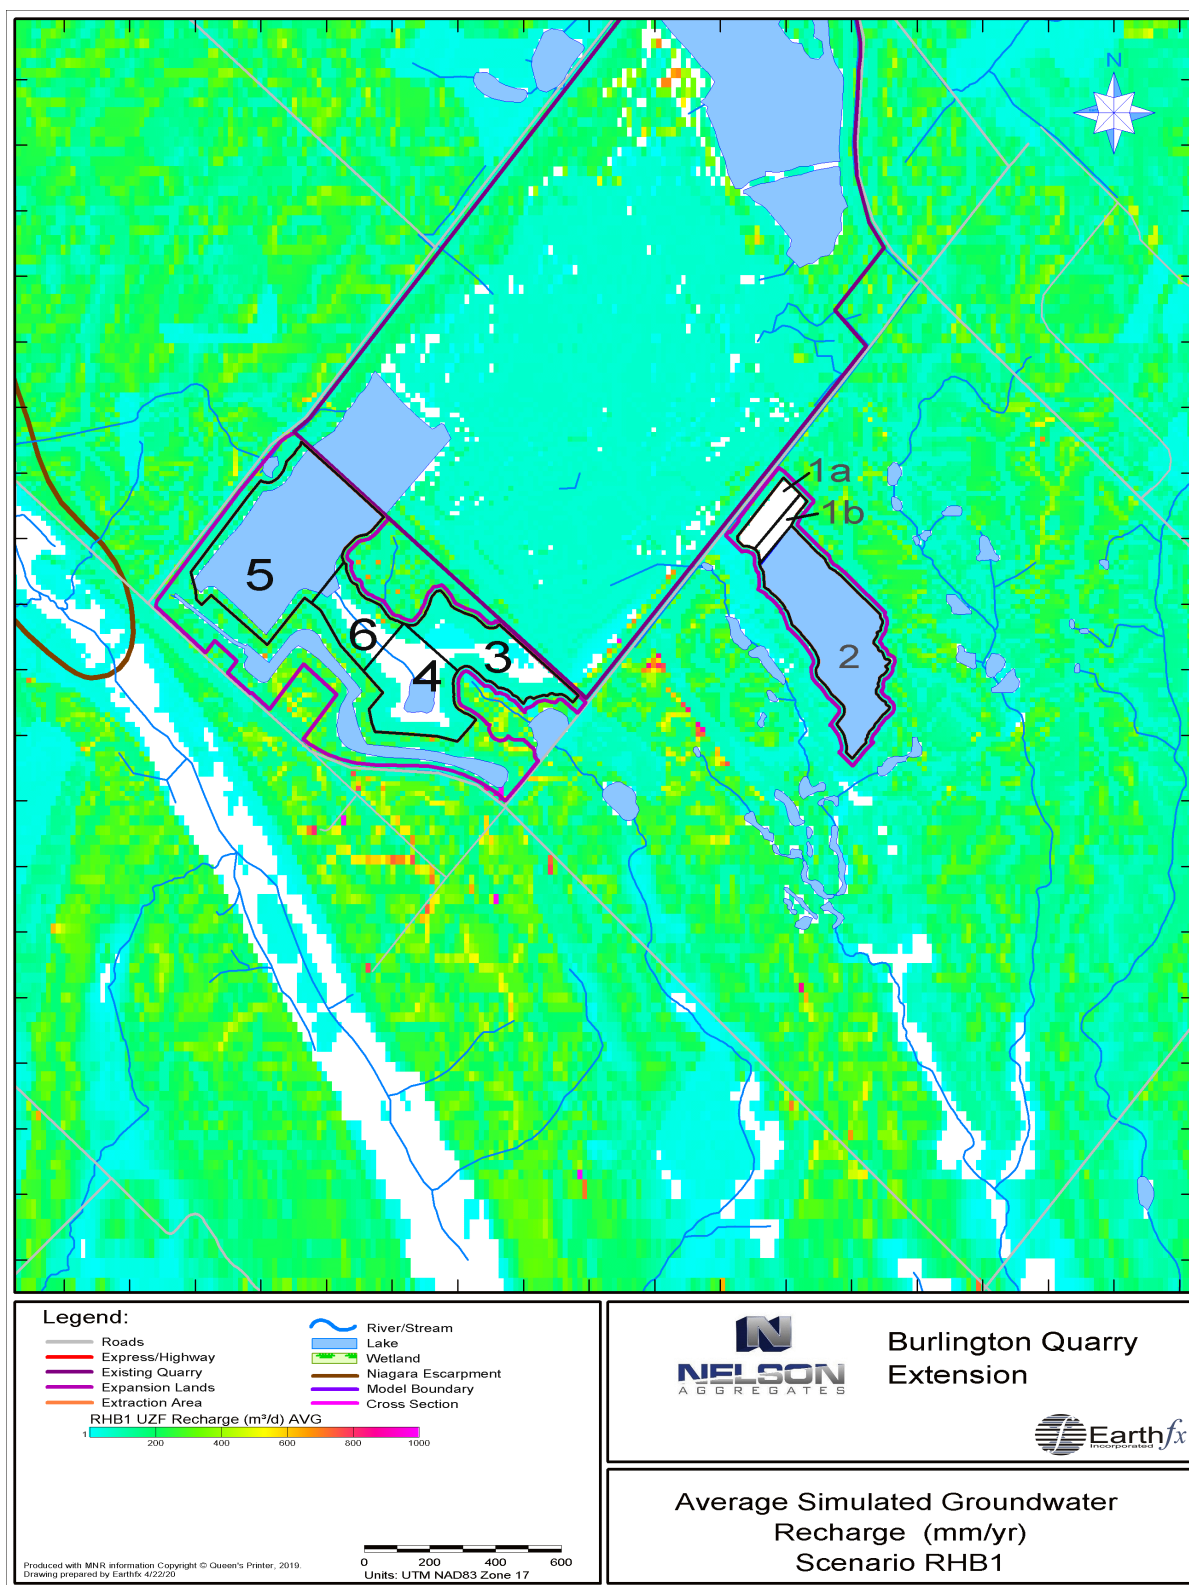 N
1a
1b
5
2
6
3
4
Legend:
Roads
Express/Highway
Existing Quarry
Expansion Lands
Extraction Area
River/Stream
Lake
Wetland
Niagara Escarpment
Model Boundary
Cross Section
RHB1 UZF Recharge (m³/d) AVG
1 200 400 600 800 1000
Produced with MNR information Copyright © Queen's Printer, 2019.
Drawing prepared by Earthfx 4/22/20
0 200 400 600
Units: UTM NAD83 Zone 17
N
NELSON
AGGREGATES
Burlington Quarry
Extension
Earthfx
Incorporated
Average Simulated Groundwater
Recharge (mm/yr)
Scenario RHB1